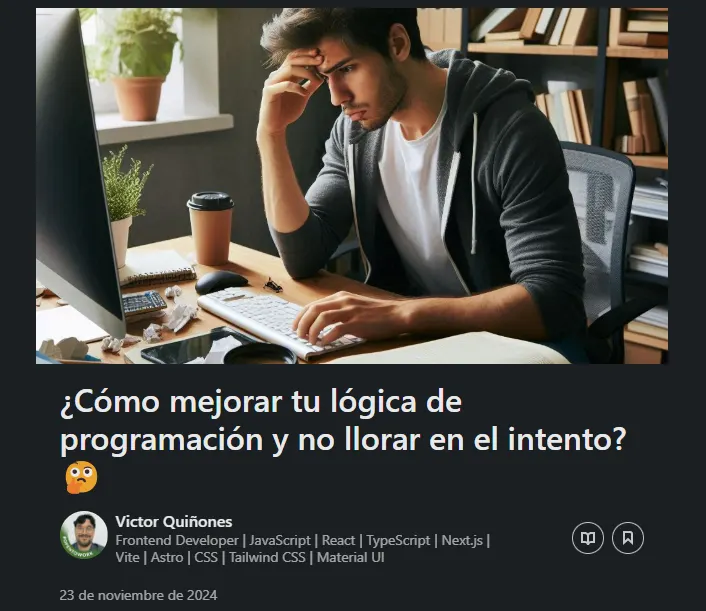 ¿Cómo mejorar tu lógica de
programación y no llorar en el intento?
🤔
Victor Quiñones
Frontend Developer | JavaScript | React | TypeScript | Next.js |
Vite | Astro | CSS | Tailwind CSS | Material UI
23 de noviembre de 2024